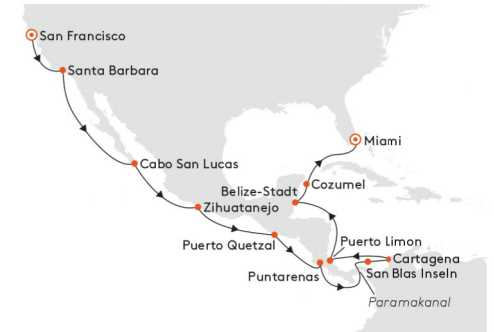 San Francisco
Santa Barbara
Miami
Cabo San Lucas
Cozumel
Belize-Stadt
Zihuatanejo
Puerto Quetzal
Puerto Limon
Cartagena
Puntarenas
San Blas Inseln
Paramakanal